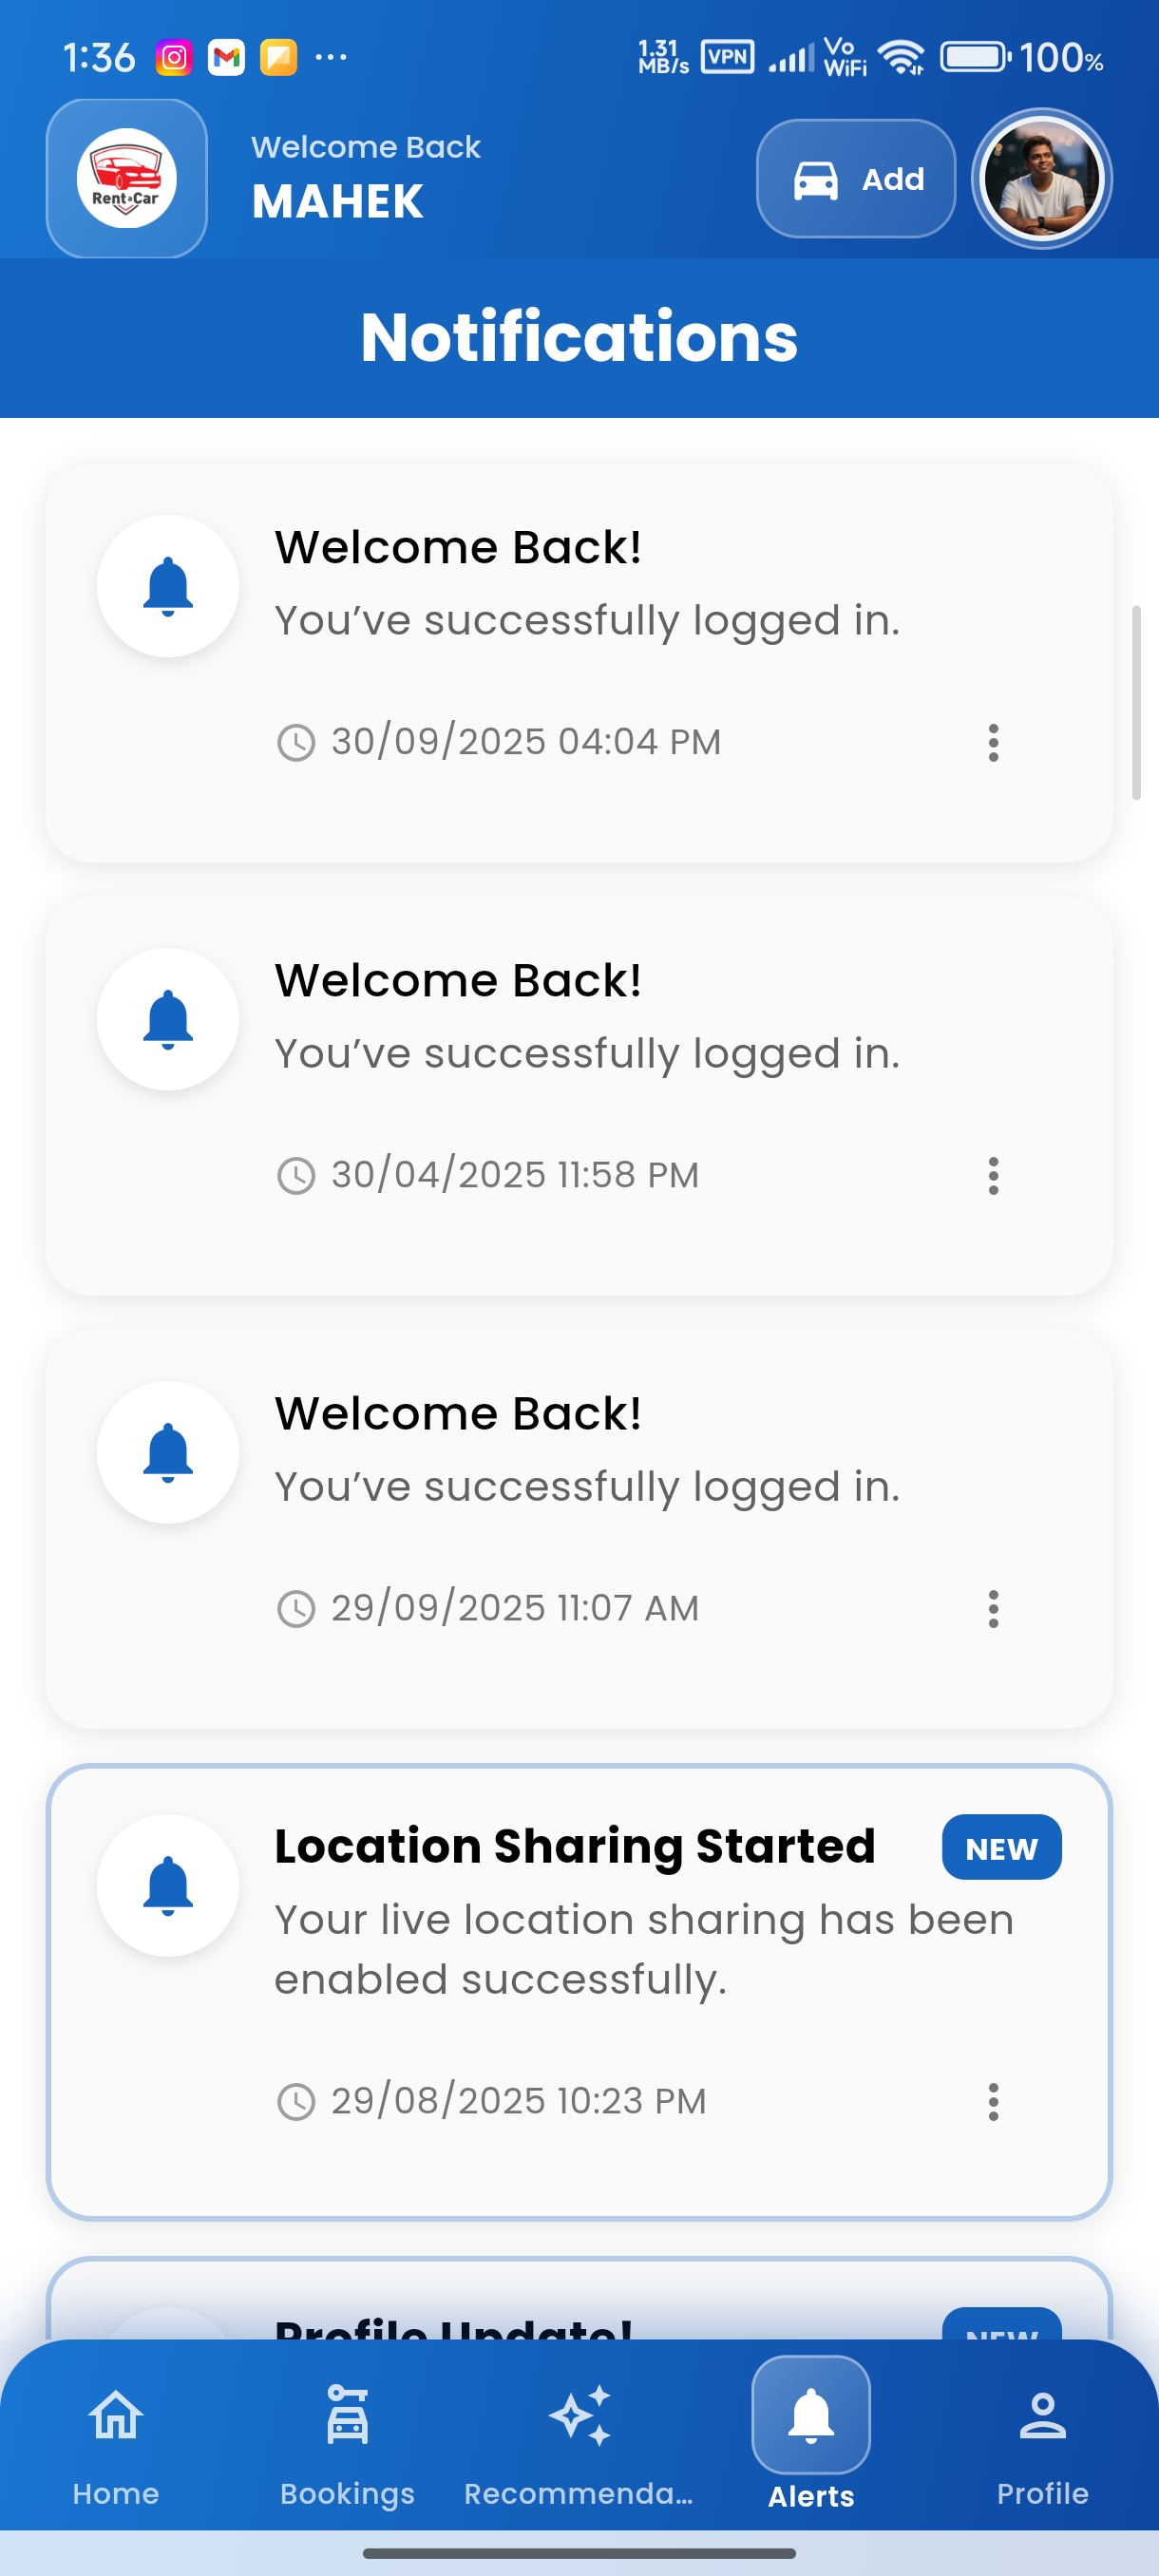 1:36
1.31
MB/s
VPN
Vo
WiFi
100%
Rent a Car
Welcome Back
MAHEK
Add
Notifications
Welcome Back!
You’ve successfully logged in.
30/09/2025 04:04 PM
Welcome Back!
You’ve successfully logged in.
30/04/2025 11:58 PM
Welcome Back!
You’ve successfully logged in.
29/09/2025 11:07 AM
Location Sharing Started
NEW
Your live location sharing has been
enabled successfully.
29/08/2025 10:23 PM
Profile Update!
NEW
Home
Bookings
Recommenda...
Alerts
Profile